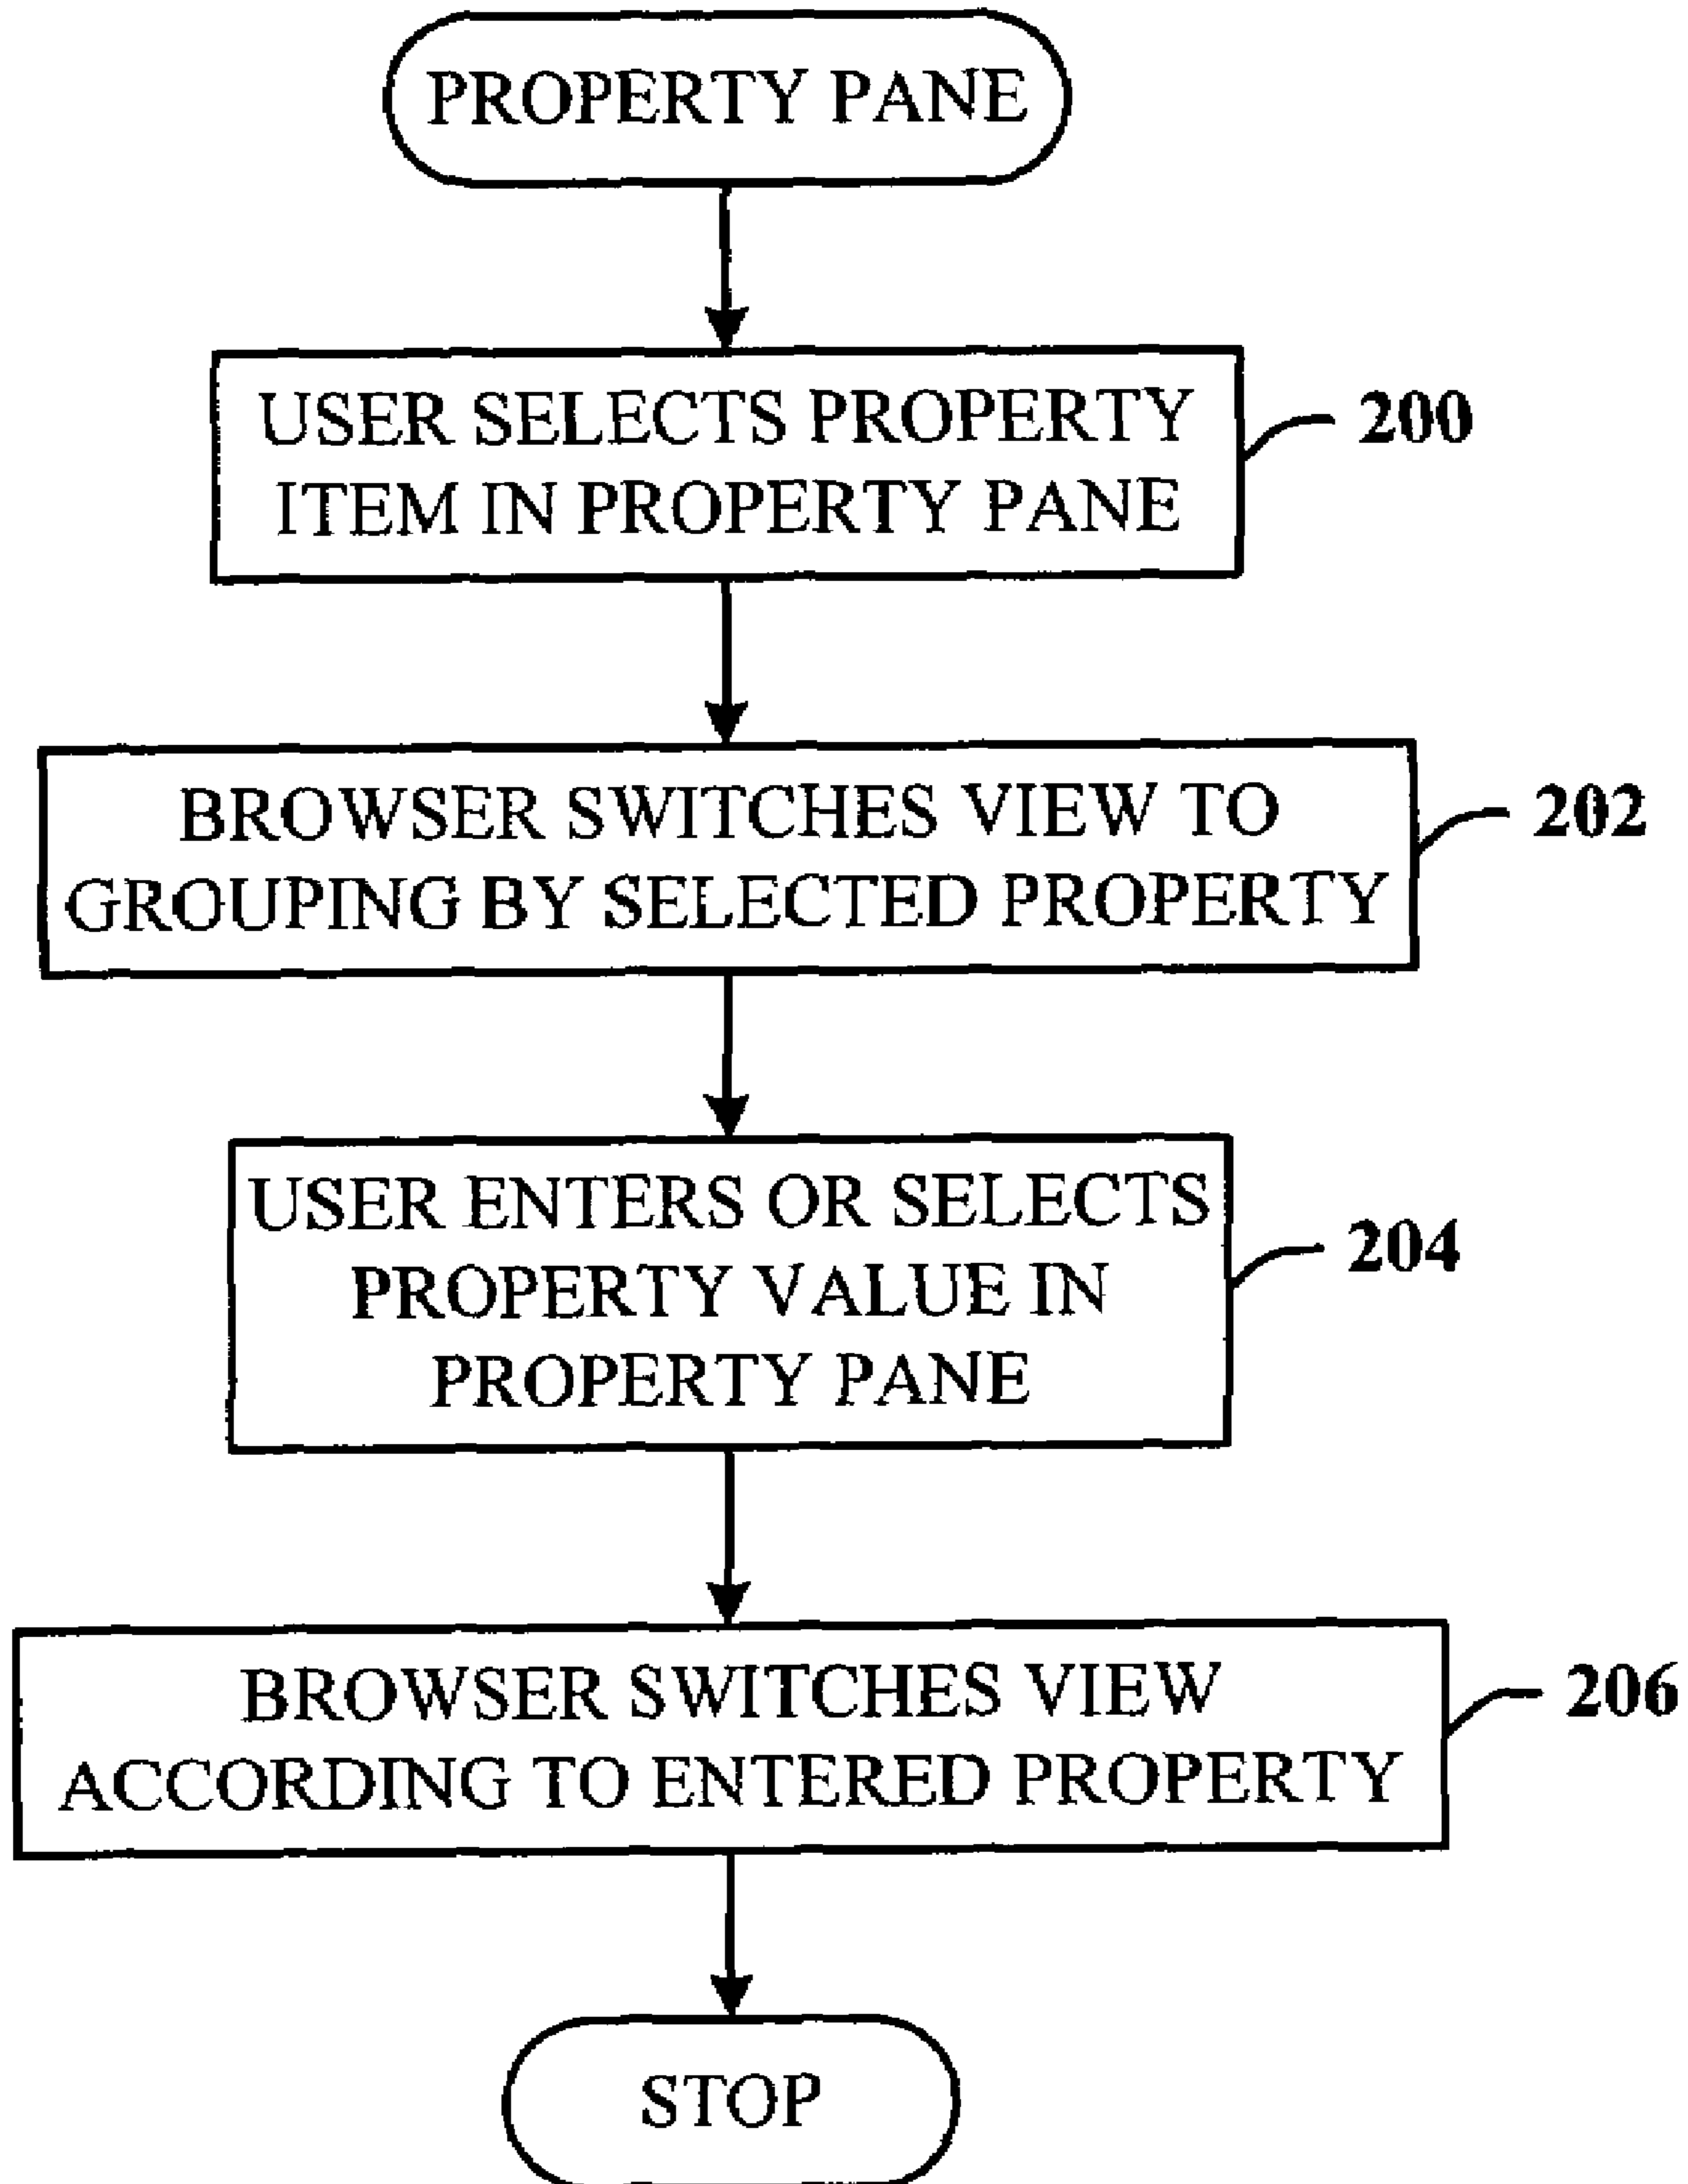 PROPERTY PANE
USER SELECTS PROPERTY
ITEM IN PROPERTY PANE
200
BROWSER SWITCHES VIEW TO
GROUPING BY SELECTED PROPERTY
202
USER ENTERS OR SELECTS
PROPERTY VALUE IN
PROPERTY PANE
204
BROWSER SWITCHES VIEW
ACCORDING TO ENTERED PROPERTY
206
STOP